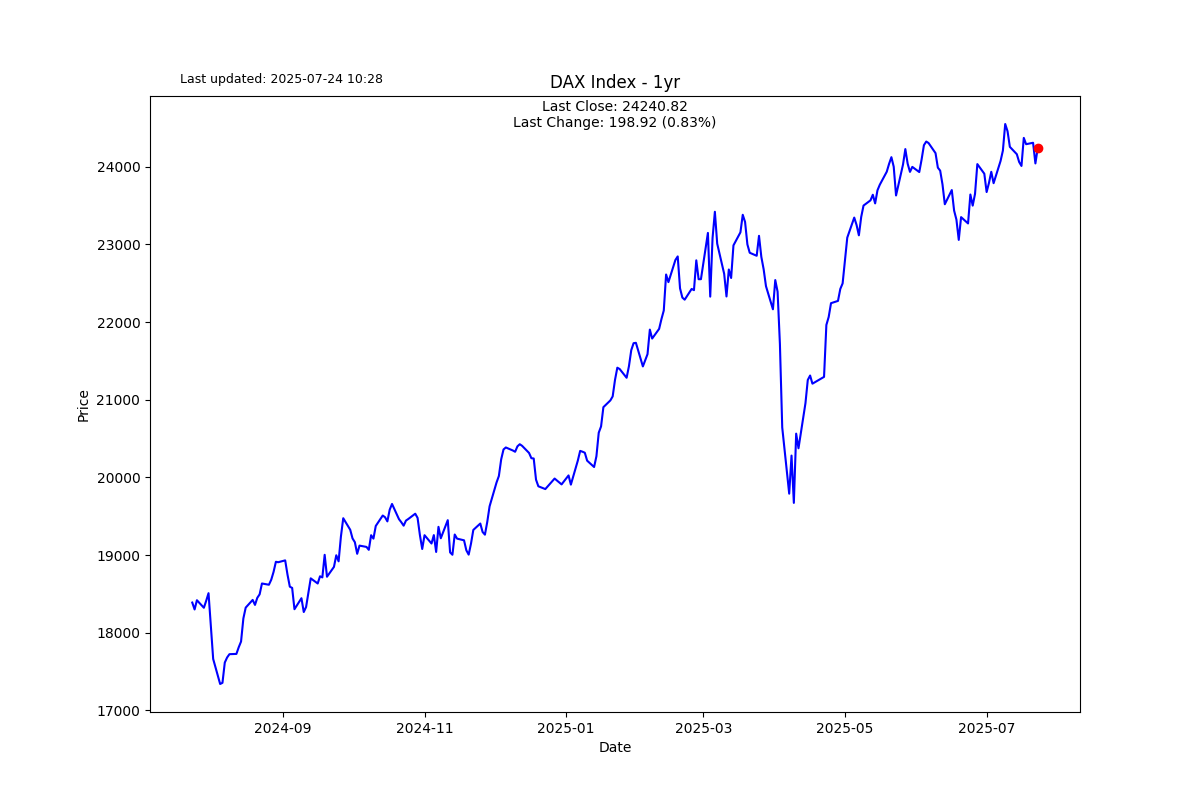 Last updated: 2025-07-24 10:28
DAX Index - 1yr
Last Close: 24240.82
Last Change: 198.92 (0.83%)
24000
23000
22000
21000
20000
19000
18000
17000
Price
2024-09
2024-11
2025-01
2025-03
2025-05
2025-07
Date